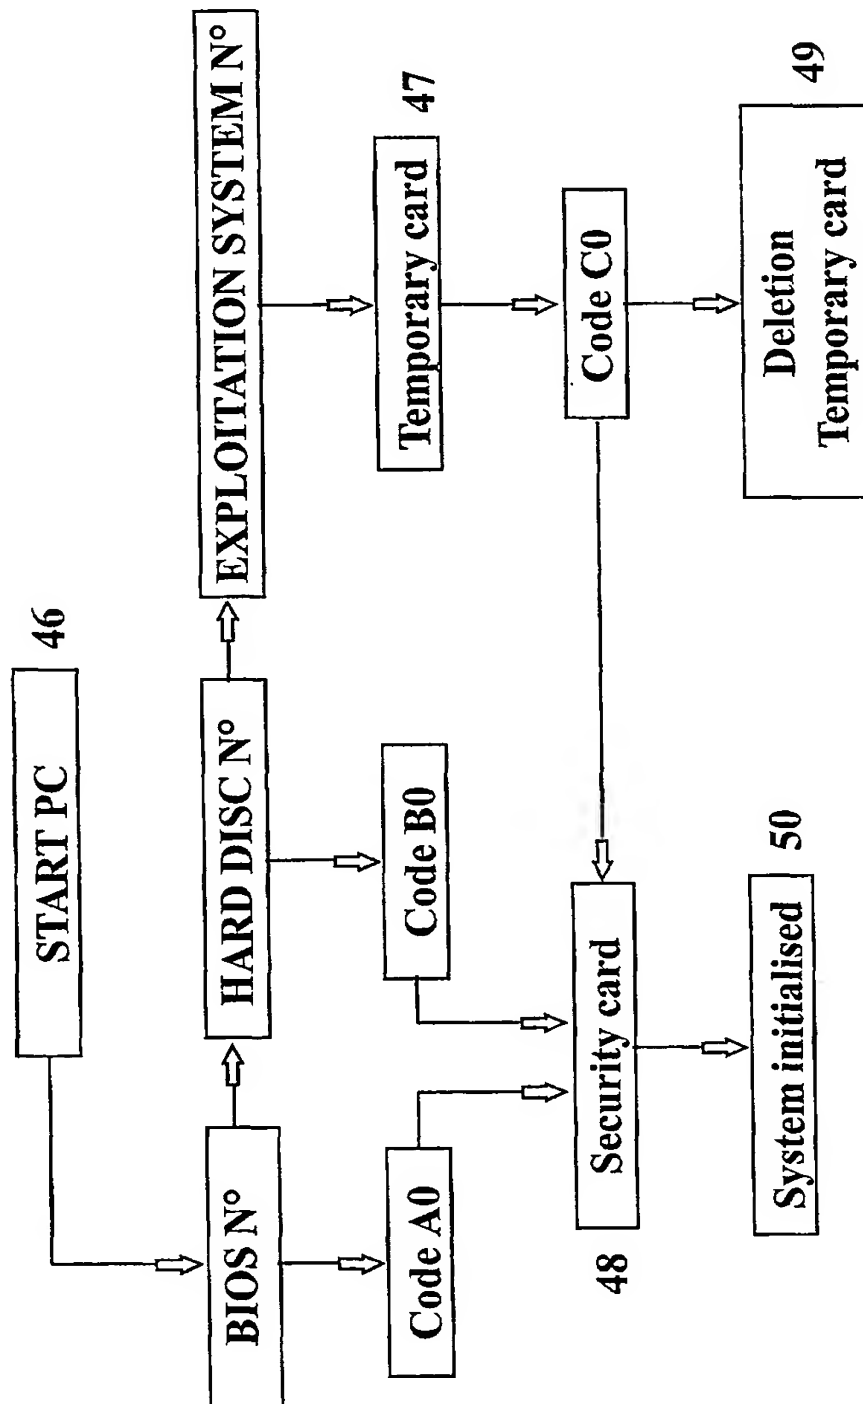 START PC
46
BIOS N°
HARD DISC N°
EXPLOITATION SYSTEM N°
Code A0
Code B0
Temporary card
47
48
Security card
Code C0
System initialised
50
Deletion
Temporary card
49